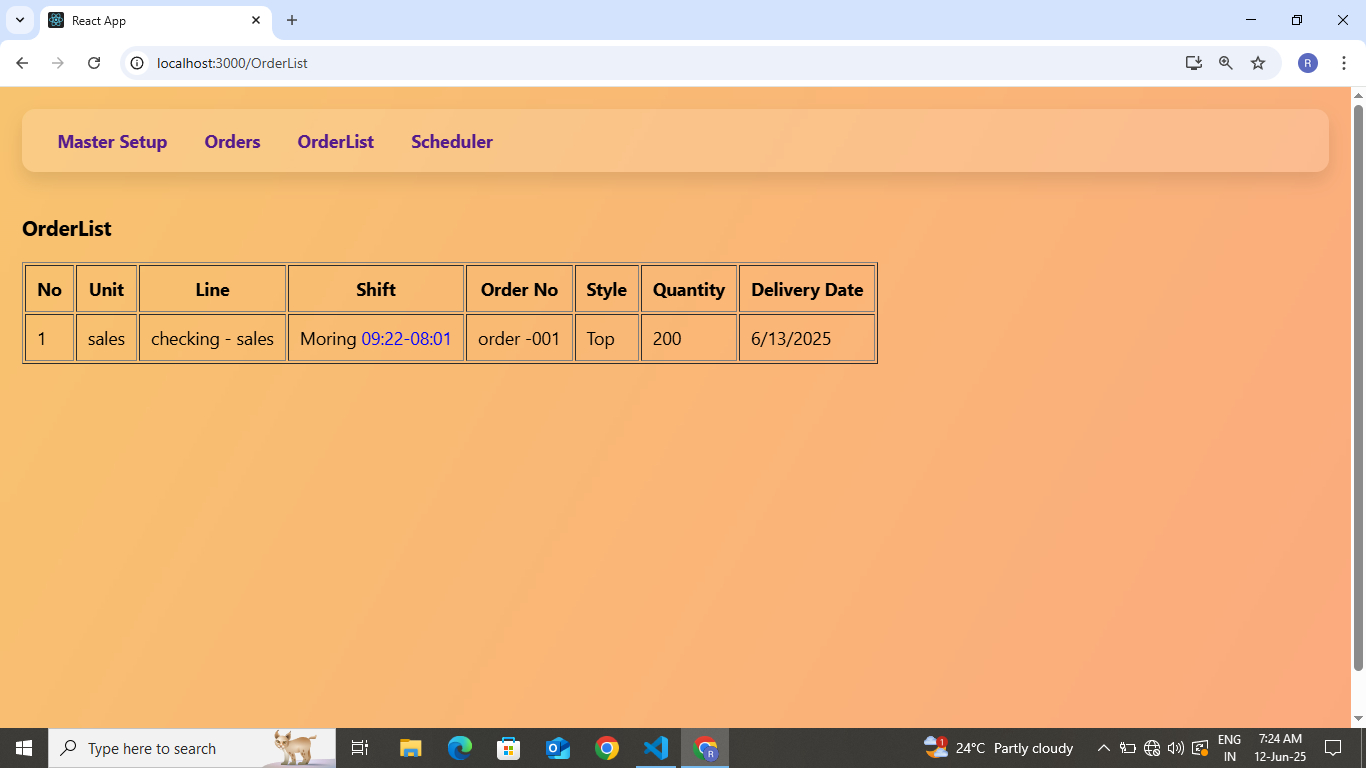 React App
localhost:3000/OrderList
R
Master Setup Orders OrderList Scheduler
OrderList
No Unit Line Shift Order No Style Quantity Delivery Date
1 sales checking - sales Moring 09:22-08:01 order -001 Top 200 6/13/2025
Type here to search
R
1
24°C Partly cloudy
ENG
IN
7:24 AM
12-Jun-25